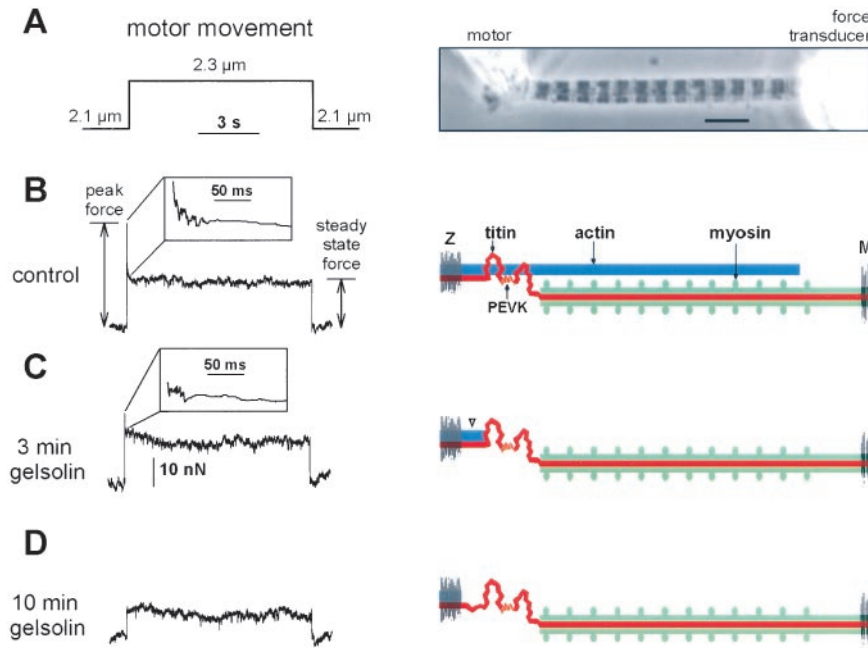 A
motor movement
2.3 µm
2.1 µm
2.1 µm
3 s
motor
force
transducer
B
peak
force
50 ms
steady
state
force
control
Z
titin
actin
myosin
M
PEVK
C
50 ms
3 min
gelsolin
10 nN
D
10 min
gelsolin